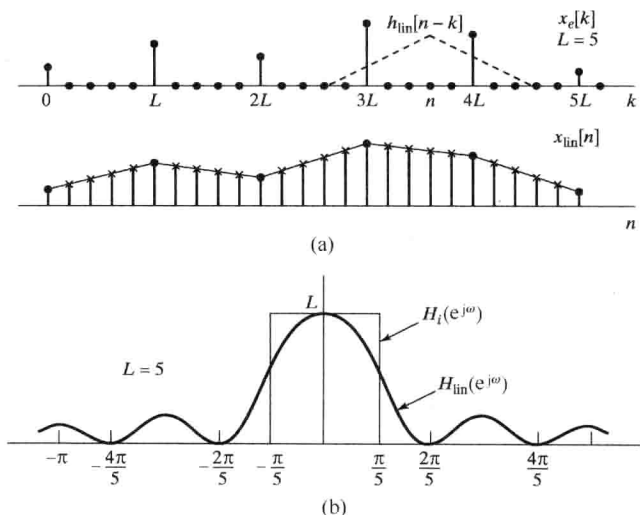 h_lin[n − k]
x_e[k]
L = 5
0 L 2L 3L n 4L 5L k
x_lin[n]
n
(a)
L
H_i(e^jω)
L = 5
H_lin(e^jω)
−π −4π/5 −2π/5 −π/5 π/5 2π/5 4π/5
(b)